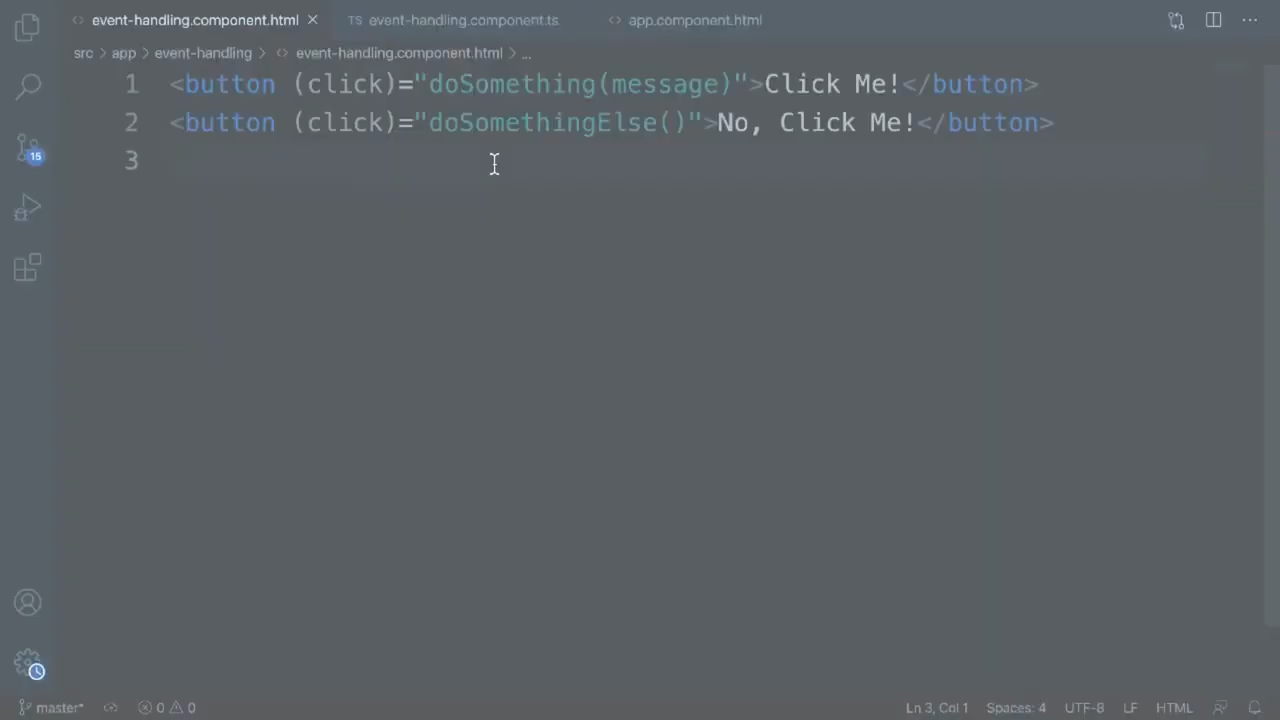 event-handling.component.html
event-handling.component.ts
app.component.html
src
app
event-handling
event-handling.component.html
...
1 <button (click)="doSomething(message)">Click Me!</button>
2 <button (click)="doSomethingElse()">No, Click Me!</button>
3
15
master*
0
0
Ln 3, Col 1
Spaces: 4
UTF-8
LF
HTML